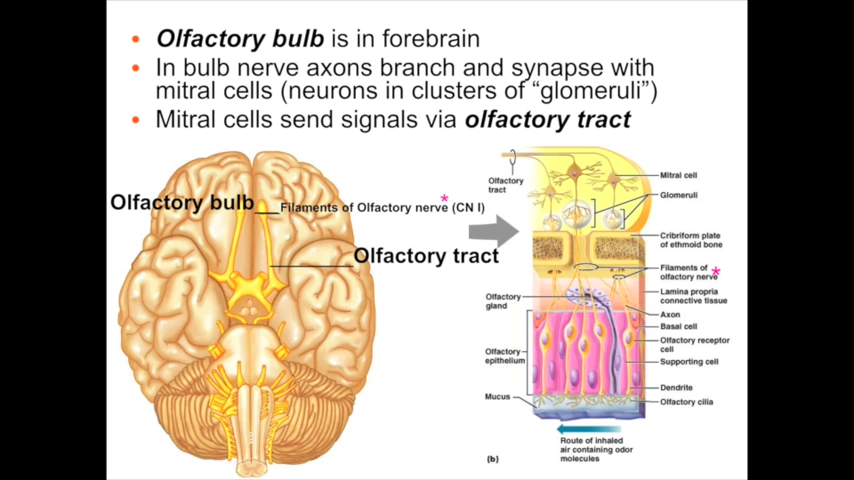 • Olfactory bulb is in forebrain
• In bulb nerve axons branch and synapse with
mitral cells (neurons in clusters of “glomeruli”)
• Mitral cells send signals via olfactory tract
Olfactory bulb
Filaments of Olfactory nerve (CN I)
*
Olfactory tract
Olfactory
tract
Mitral cell
Glomeruli
Cribriform plate
of ethmoid bone
Filaments of
olfactory nerve
*
Lamina propria
connective tissue
Olfactory
gland
Axon
Basal cell
Olfactory receptor
cell
Olfactory
epithelium
Supporting cell
Dendrite
Mucus
Olfactory cilia
Route of inhaled
air containing odor
molecules
(b)